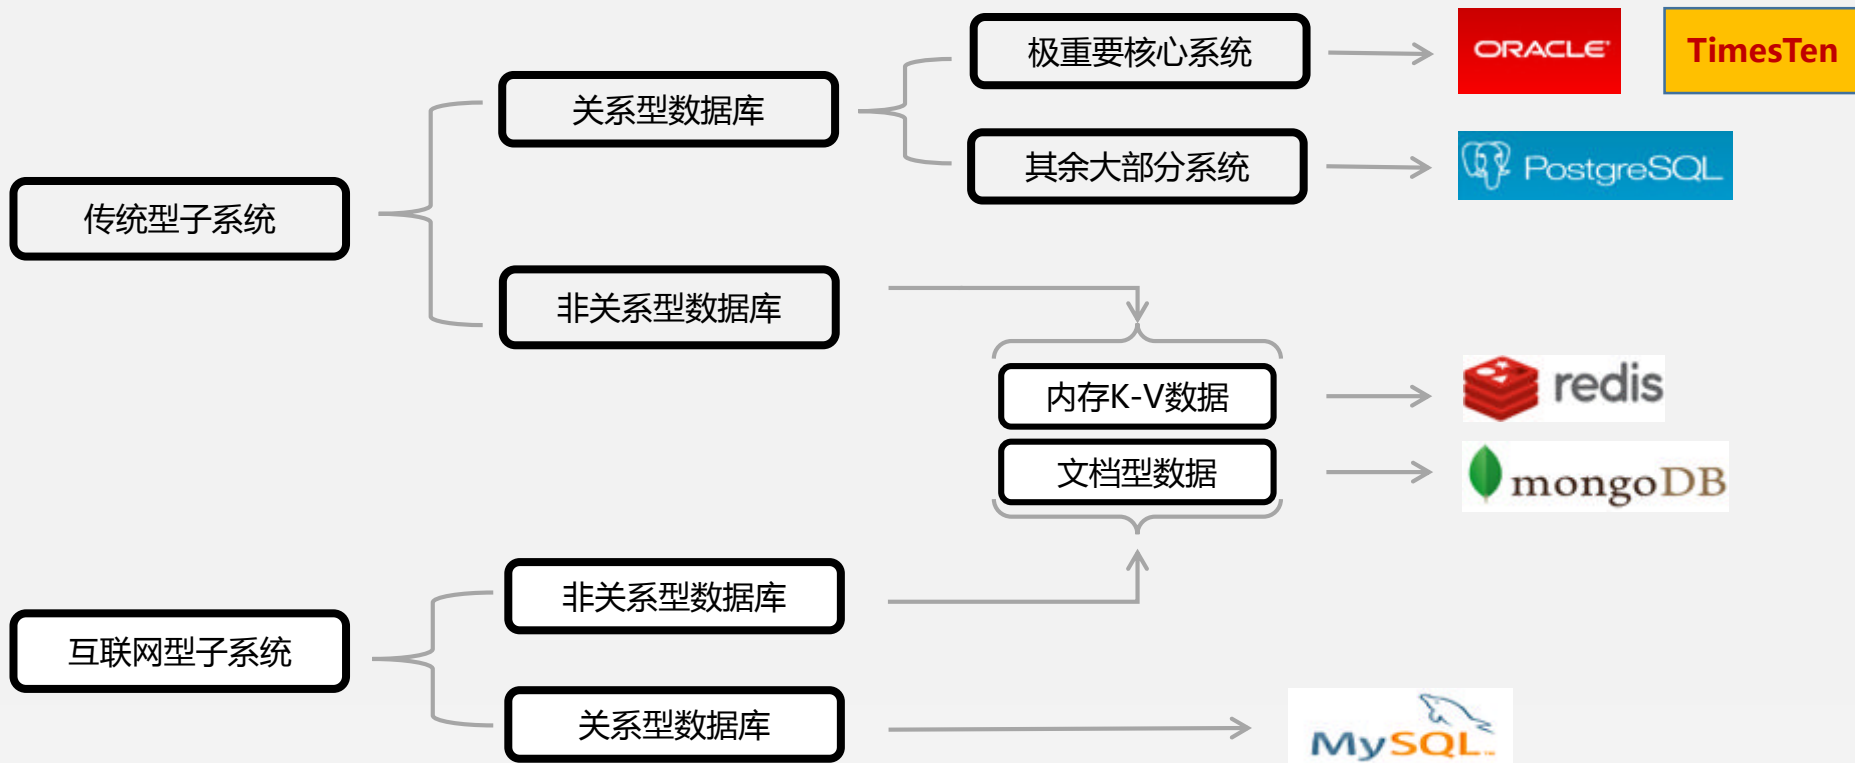 极重要核心系统
ORACLE
TimesTen
关系型数据库
其余大部分系统
PostgreSQL
传统型子系统
非关系型数据库
内存K-V数据
redis
文档型数据
mongoDB
非关系型数据库
互联网型子系统
关系型数据库
MySQL